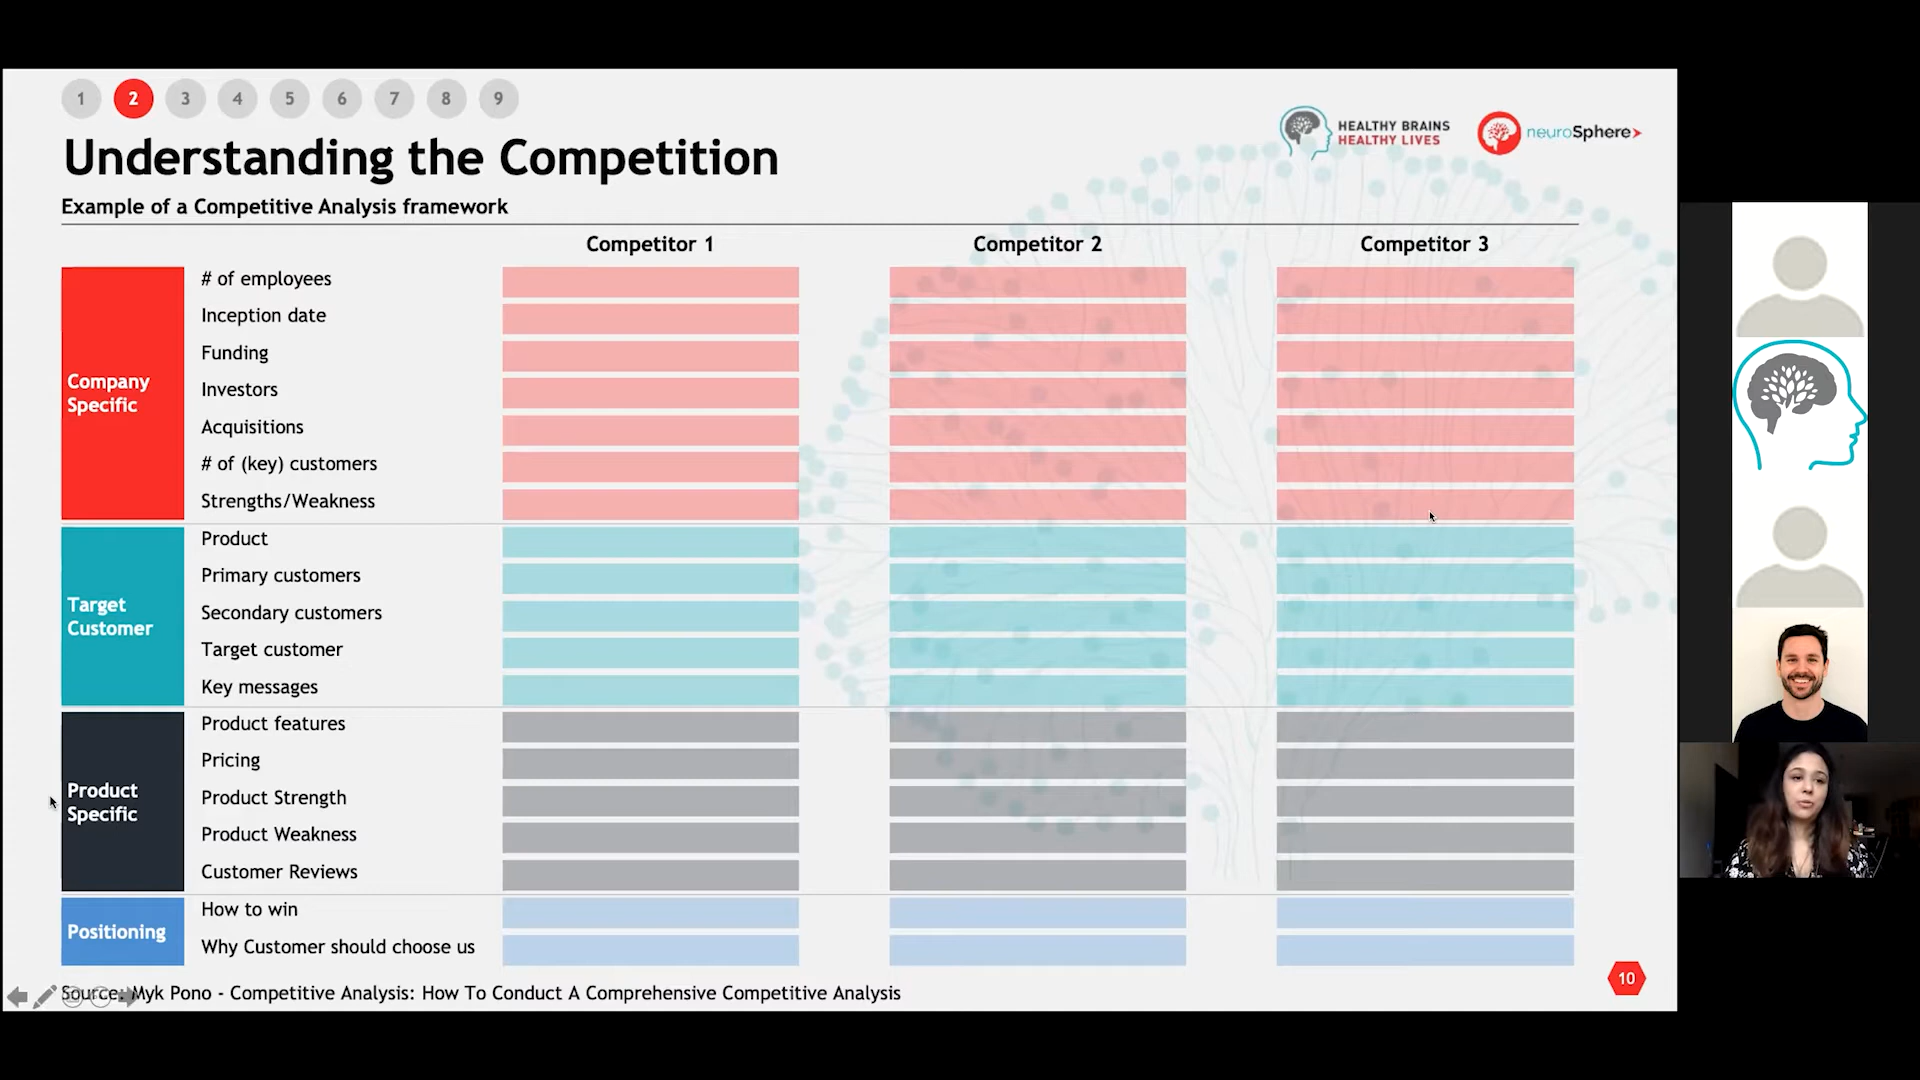 1 2 3 4 5 6 7 8 9
HEALTHY BRAINS
HEALTHY LIVES
neuroSphere
Understanding the Competition
Example of a Competitive Analysis framework
Competitor 1 Competitor 2 Competitor 3
Company
Specific
# of employees
Inception date
Funding
Investors
Acquisitions
# of (key) customers
Strengths/Weakness
Target
Customer
Product
Primary customers
Secondary customers
Target customer
Key messages
Product
Specific
Product features
Pricing
Product Strength
Product Weakness
Customer Reviews
Positioning
How to win
Why Customer should choose us
Source: Myk Pono - Competitive Analysis: How To Conduct A Comprehensive Competitive Analysis
10